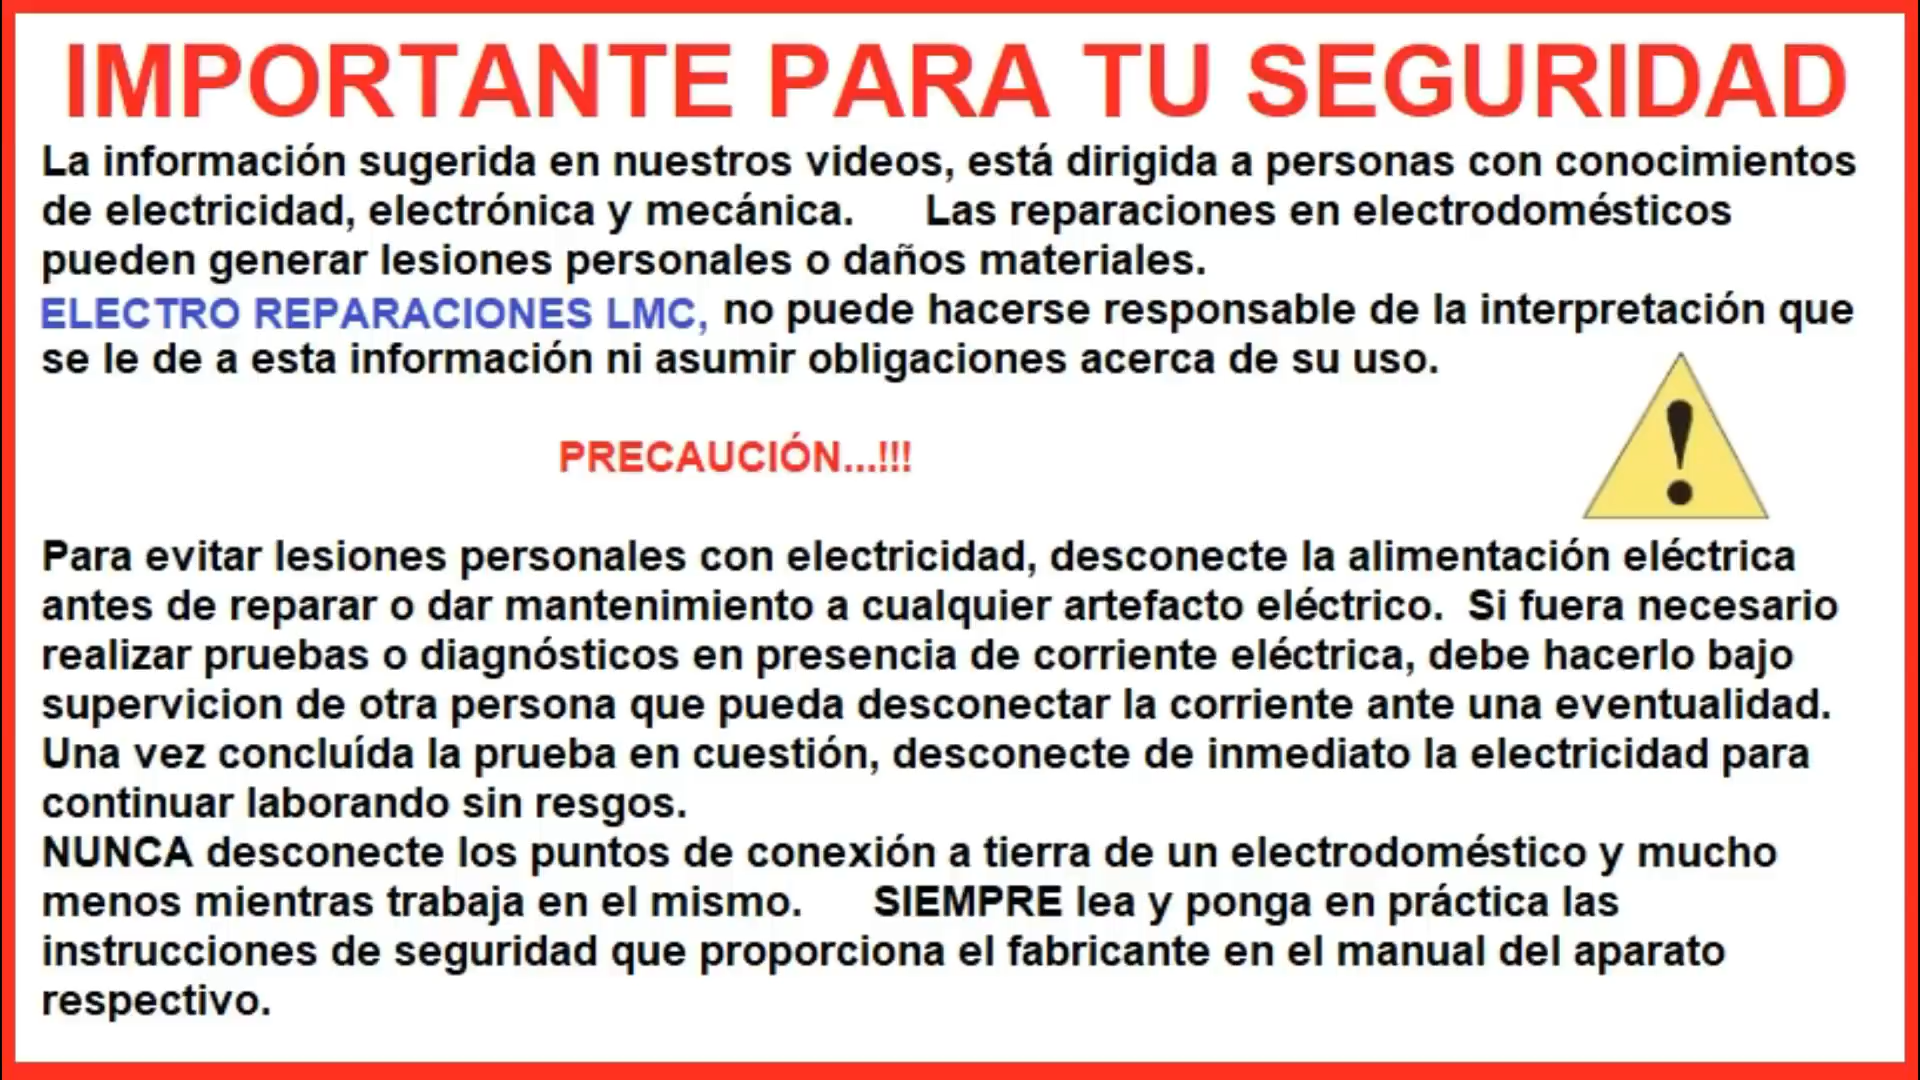 IMPORTANTE PARA TU SEGURIDAD
La información sugerida en nuestros videos, está dirigida a personas con conocimientos
de electricidad, electrónica y mecánica. Las reparaciones en electrodomésticos
pueden generar lesiones personales o daños materiales.
ELECTRO REPARACIONES LMC, no puede hacerse responsable de la interpretación que
se le de a esta información ni asumir obligaciones acerca de su uso.
PRECAUCIÓN...!!!
Para evitar lesiones personales con electricidad, desconecte la alimentación eléctrica
antes de reparar o dar mantenimiento a cualquier artefacto eléctrico. Si fuera necesario
realizar pruebas o diagnósticos en presencia de corriente eléctrica, debe hacerlo bajo
supervicion de otra persona que pueda desconectar la corriente ante una eventualidad.
Una vez concluída la prueba en cuestión, desconecte de inmediato la electricidad para
continuar laborando sin resgos.
NUNCA desconecte los puntos de conexión a tierra de un electrodoméstico y mucho
menos mientras trabaja en el mismo. SIEMPRE lea y ponga en práctica las
instrucciones de seguridad que proporciona el fabricante en el manual del aparato
respectivo.